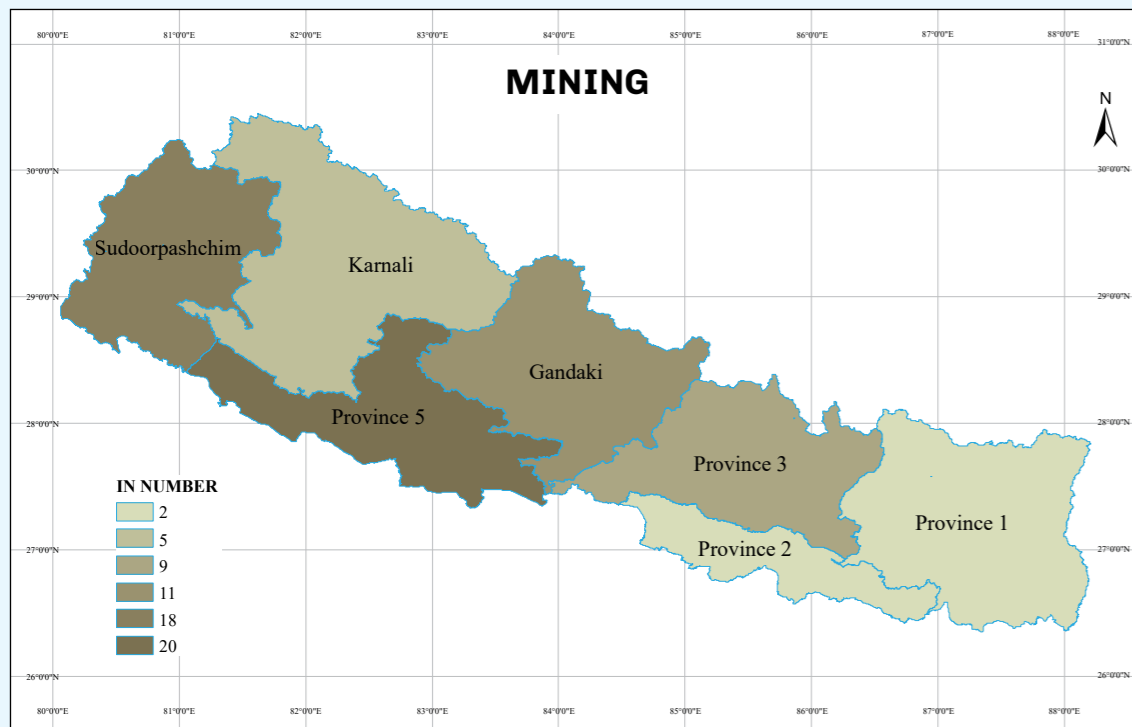 80°0'0"E 81°0'0"E 82°0'0"E 83°0'0"E 84°0'0"E 85°0'0"E 86°0'0"E 87°0'0"E 88°0'0"E
31°0'0"N
MINING
N
30°0'0"N 30°0'0"N
Sudoorpashchim
Karnali
29°0'0"N 29°0'0"N
Gandaki
Province 5
28°0'0"N 28°0'0"N
Province 3
Province 1
Province 2
IN NUMBER
2
5
9
11
18
20
27°0'0"N 27°0'0"N
26°0'0"N 26°0'0"N
80°0'0"E 81°0'0"E 82°0'0"E 83°0'0"E 84°0'0"E 85°0'0"E 86°0'0"E 87°0'0"E 88°0'0"E